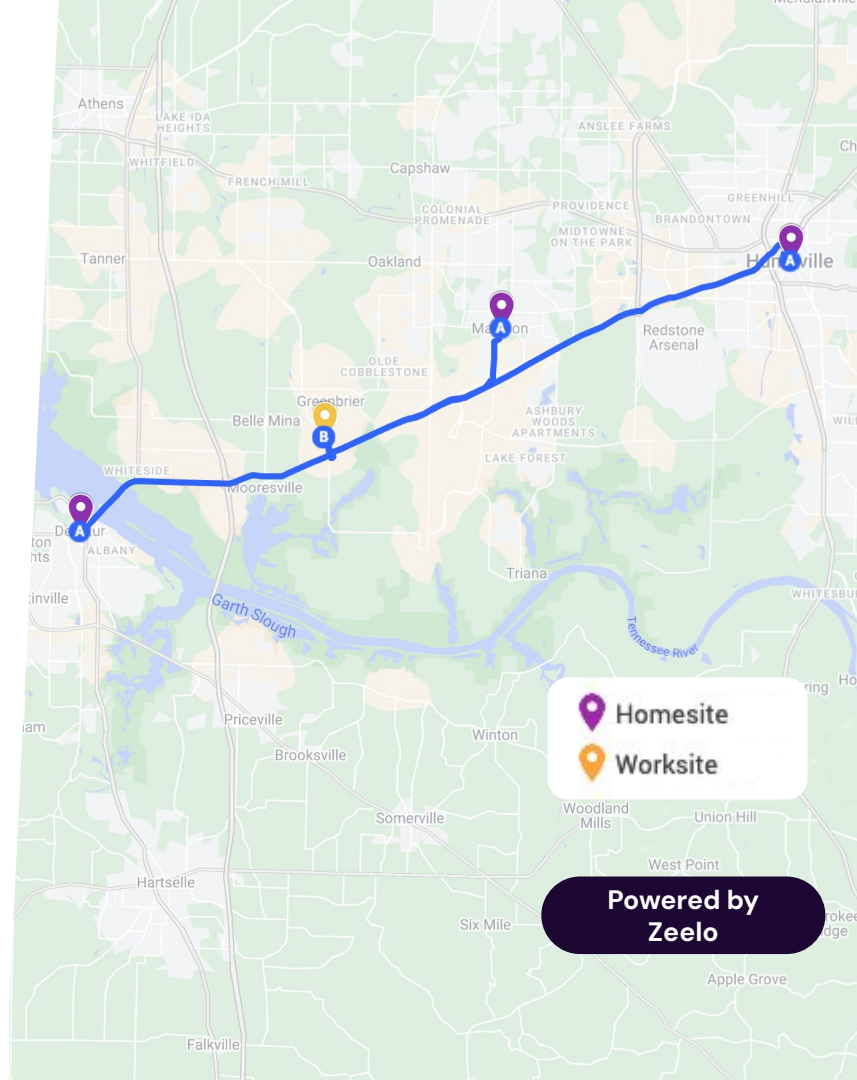 Athens
LAKE IDA
HEIGHTS
ANSLEE FARMS
WHITFIELD
Capshaw
FRENCH MILL
GREENHILL
COLONIAL
PROMENADE
PROVIDENCE
BRANDONTOWN
MIDTOWNE
ON THE PARK
Tanner
Oakland
A
A
Redstone
Arsenal
OLDE
COBBLESTONE
Greenbrier
Belle Mina
B
ASHBURY
WOODS
APARTMENTS
LAKE FOREST
WHITESIDE
Mooresville
A
ALBANY
Triana
Garth Slough
Tennessee River
Homesite
Worksite
Priceville
Winton
Brooksville
Somerville
Woodland
Mills
Union Hill
West Point
Hartselle
Powered by
Zeelo
Six Mile
Apple Grove
Falkville